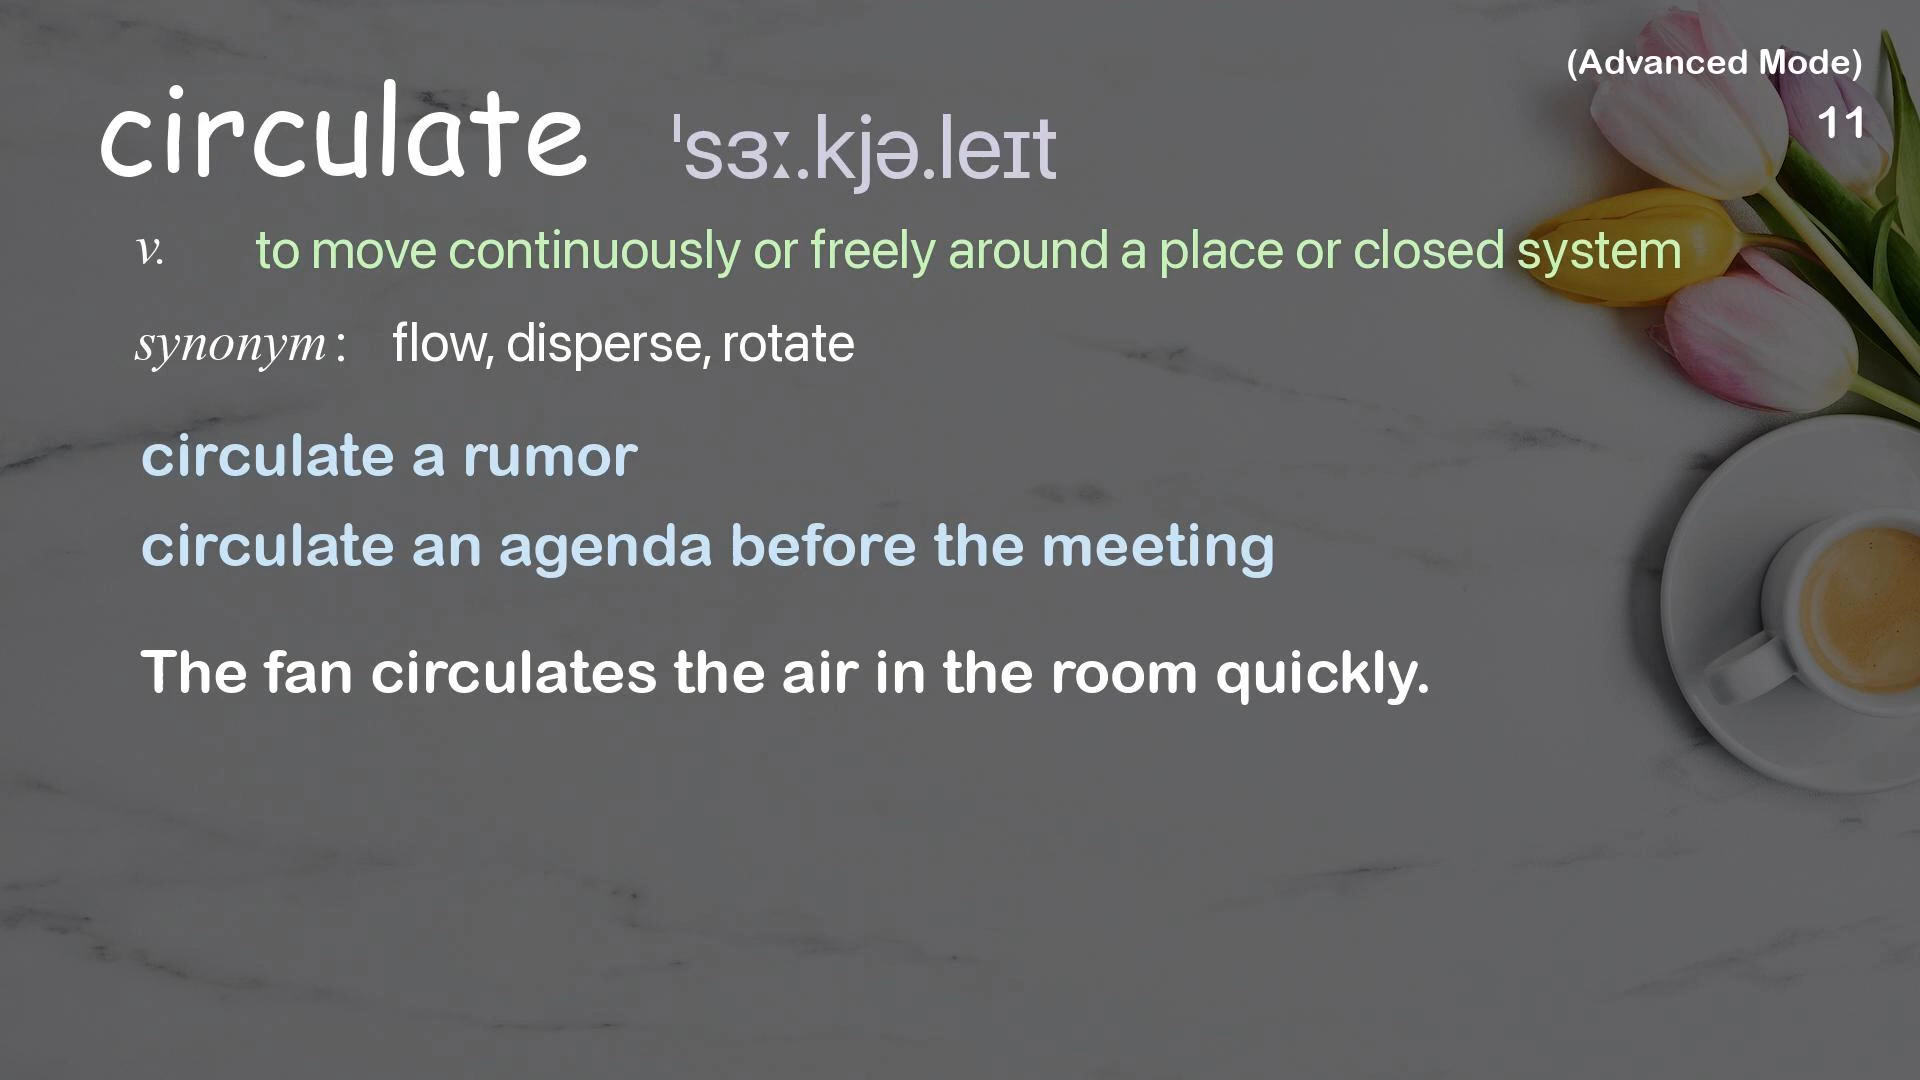 (Advanced Mode)
11
circulate ˈsɜː.kjə.leɪt
v. to move continuously or freely around a place or closed system
synonym: flow, disperse, rotate
circulate a rumor
circulate an agenda before the meeting
The fan circulates the air in the room quickly.